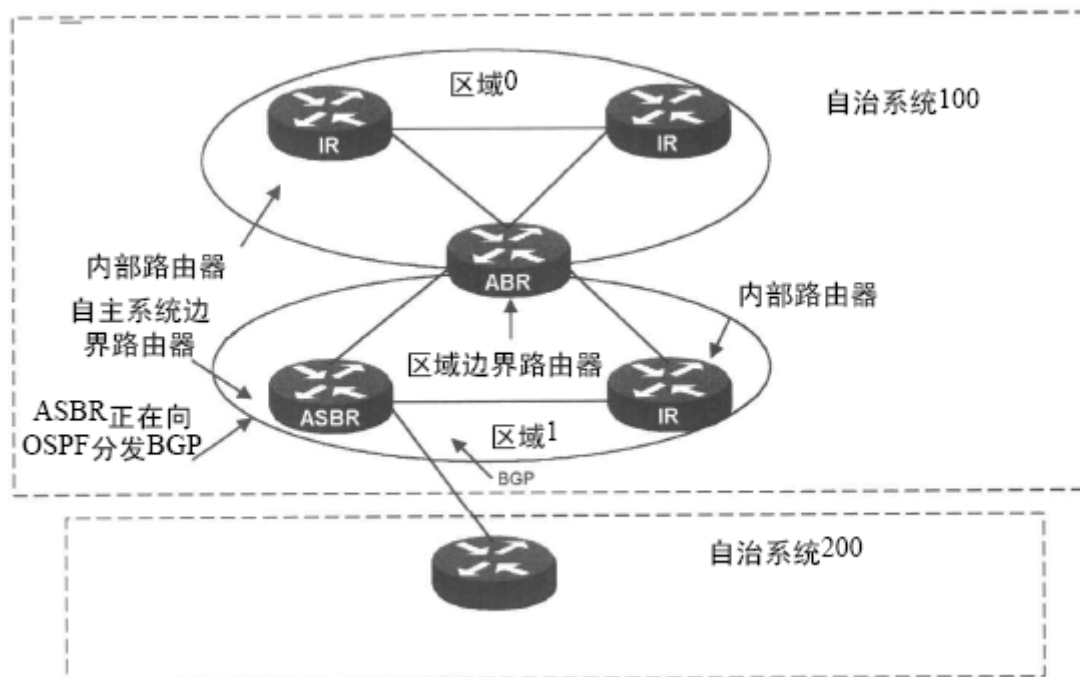 区域0
自治系统100
IR
IR
内部路由器
ABR
内部路由器
自主系统边
界路由器
区域边界路由器
ASBR正在向
OSPF分发BGP
ASBR
IR
区域1
BGP
自治系统200